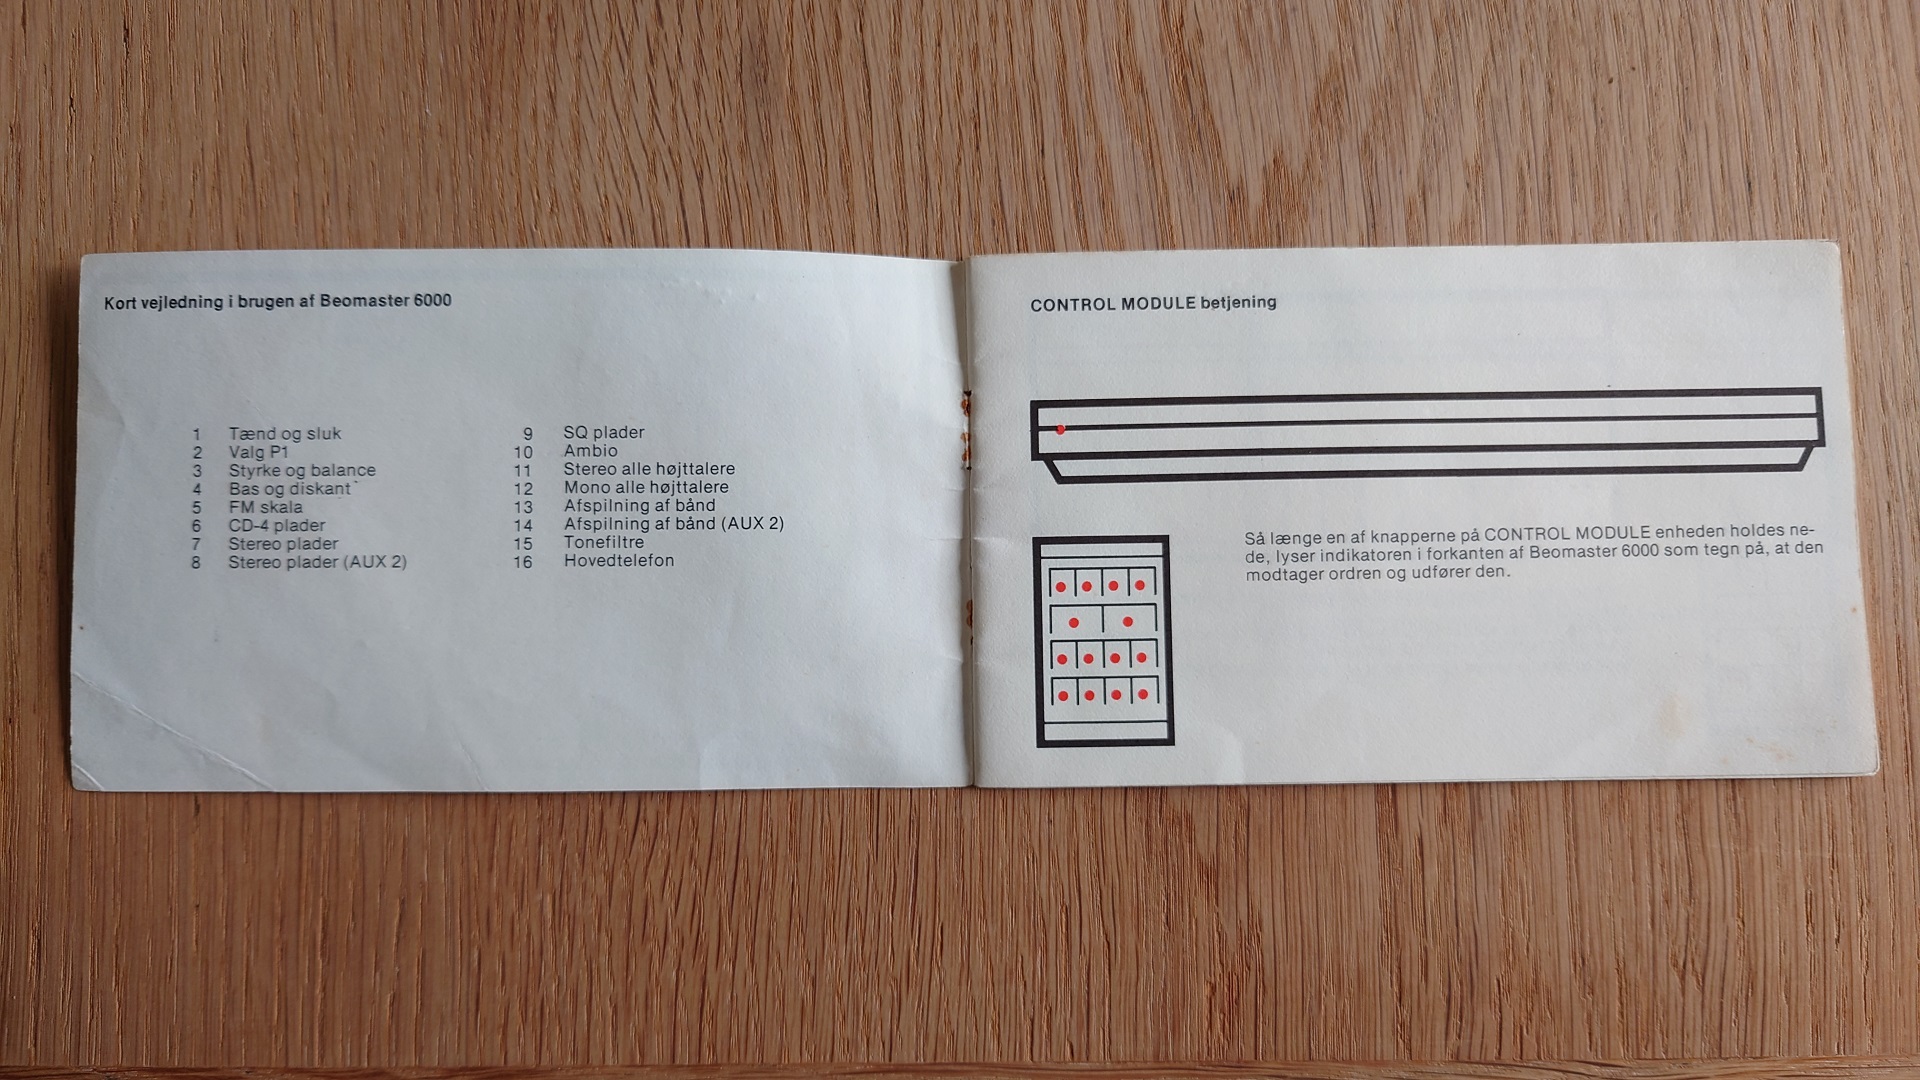 Kort vejledning i brugen af Beomaster 6000
1 Tænd og sluk
2 Valg P1
3 Styrke og balance
4 Bas og diskant
5 FM skala
6 CD-4 plader
7 Stereo plader
8 Stereo plader (AUX 2)
9 SQ plader
10 Ambio
11 Stereo alle højttalere
12 Mono alle højttalere
13 Afspilning af bånd
14 Afspilning af bånd (AUX 2)
15 Tonefiltre
16 Hovedtelefon
CONTROL MODULE betjening
Så længe en af knapperne på CONTROL MODULE enheden holdes ne-
de, lyser indikatoren i forkanten af Beomaster 6000 som tegn på, at den
modtager ordren og udfører den.